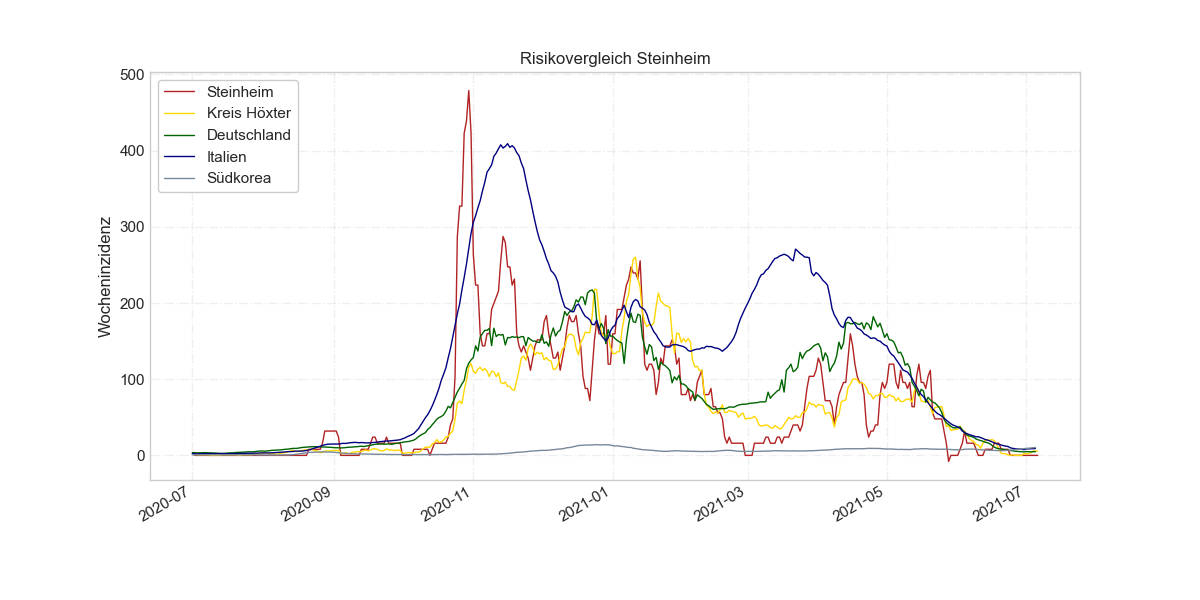 Risikovergleich Steinheim
500
400
300
200
100
0
Wocheninzidenz
Steinheim
Kreis Höxter
Deutschland
Italien
Südkorea
2020-07
2020-09
2020-11
2021-01
2021-03
2021-05
2021-07